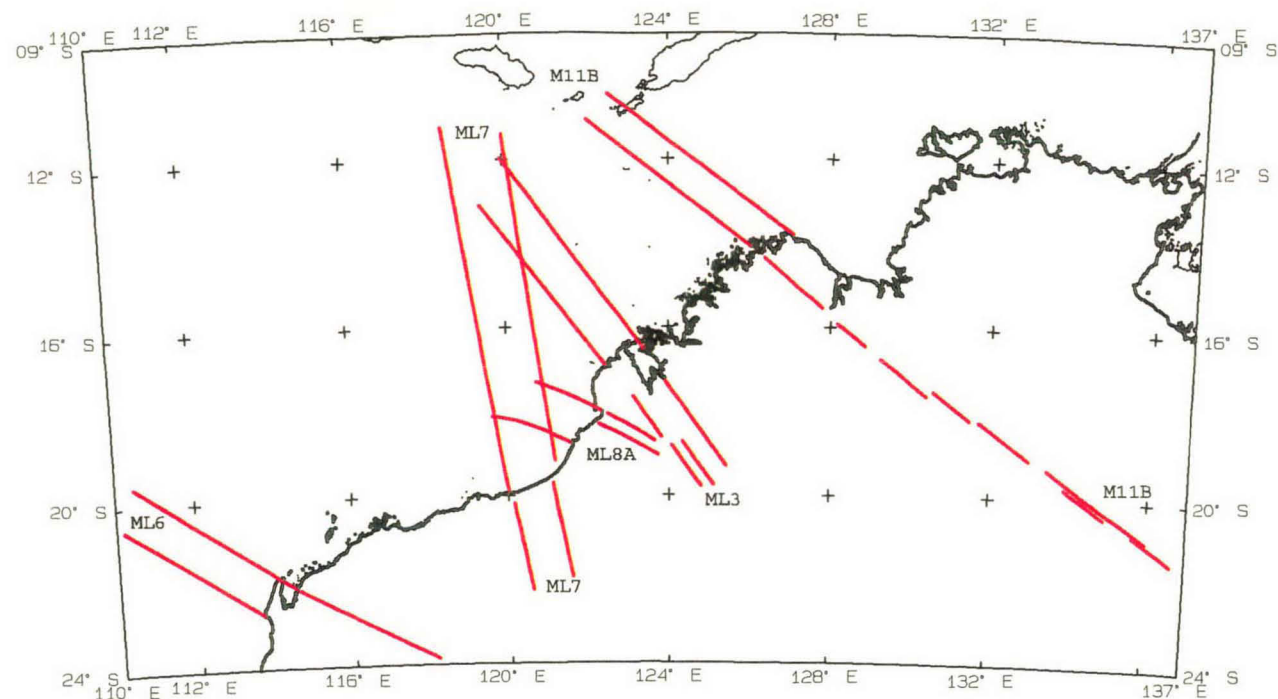 110° E
112° E
116° E
120° E
124° E
128° E
132° E
137° E
09° S
09° S
M11B
ML7
12° S
12° S
16° S
16° S
ML8A
ML3
M11B
ML6
20° S
20° S
ML7
24° S
24° S
110° E
112° E
116° E
120° E
124° E
128° E
132° E
137° E